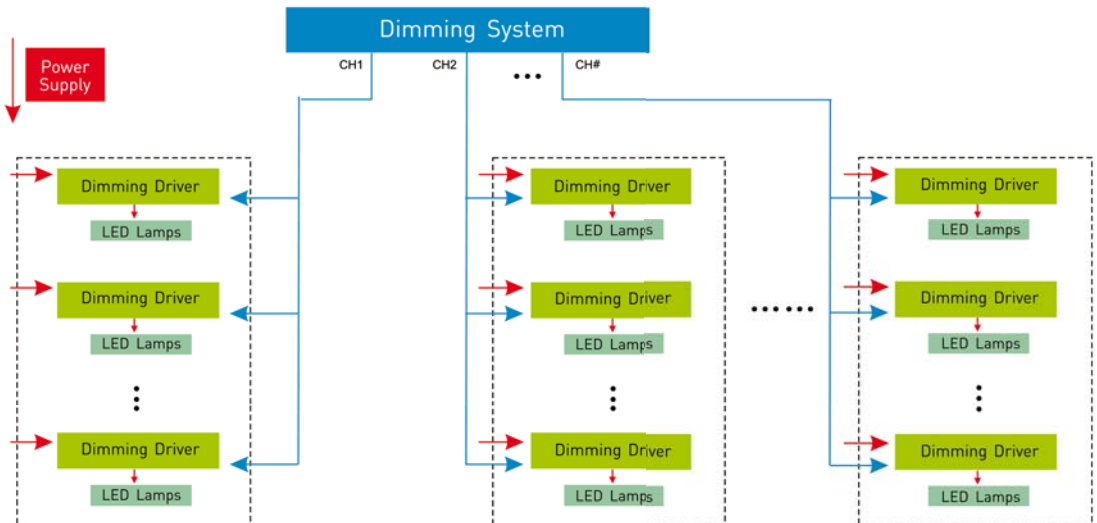 Dimming System
CH1
CH2
CH#
Power
Supply
Dimming Driver
LED Lamps
Dimming Driver
LED Lamps
Dimming Driver
LED Lamps
Dimming Driver
LED Lamps
Dimming Driver
LED Lamps
Dimming Driver
LED Lamps
Dimming Driver
LED Lamps
Dimming Driver
LED Lamps
Dimming Driver
LED Lamps